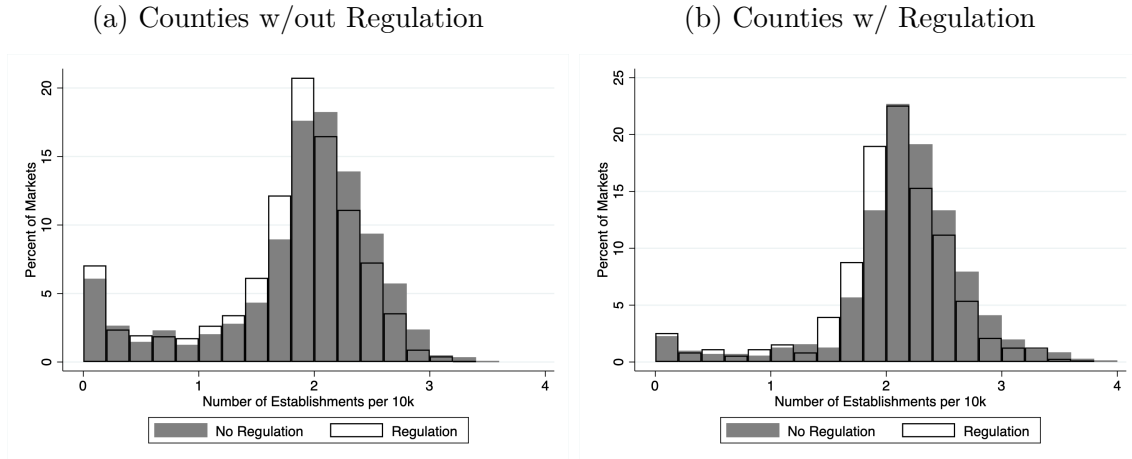 (a) Counties w/out Regulation
20
15
10
5
0
Percent of Markets
0 1 2 3 4
Number of Establishments per 10k
No Regulation Regulation
(b) Counties w/ Regulation
25
20
15
10
5
0
Percent of Markets
0 1 2 3 4
Number of Establishments per 10k
No Regulation Regulation